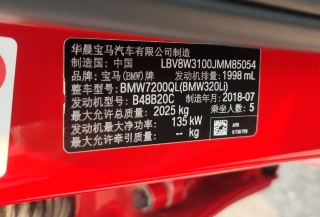 华晨宝马汽车有限公司制造
制造国：中国 LBV8W3100JMM85054
品牌：宝马(BMW)牌 发动机排量：1998 mL
整车型号：BMW7200QL(BMW320Li)
发动机型号：B48B20C 制造年月：2018-07
最大允许总质量：2025 kg 乘坐人数：5
发动机最大净功率：135 kW
最大允许牵引质量：- kg